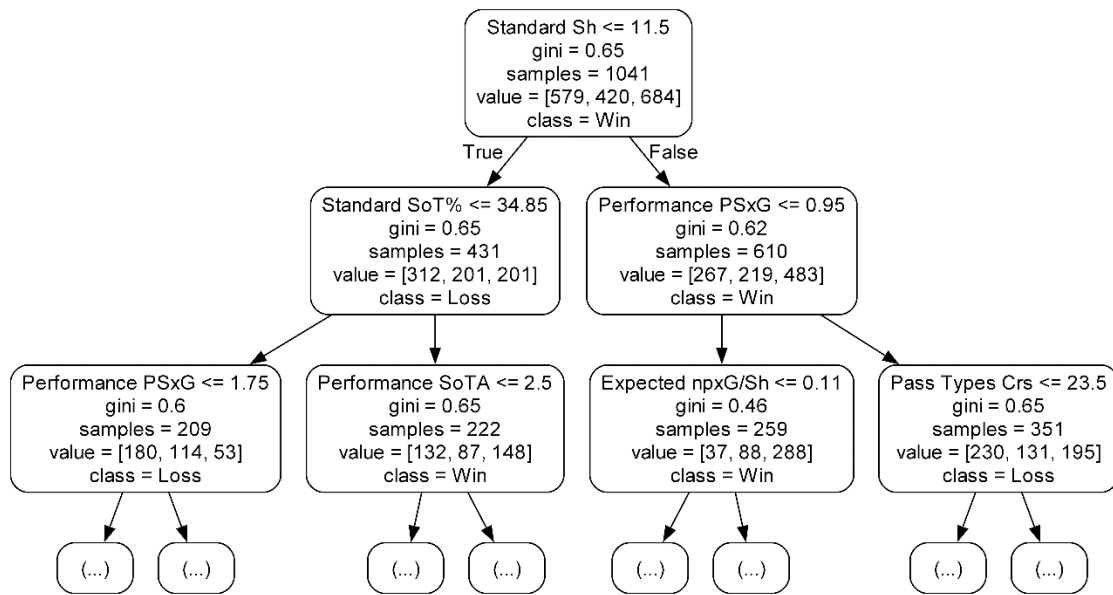 Standard Sh <= 11.5
gini = 0.65
samples = 1041
value = [579, 420, 684]
class = Win
True
False
Standard SoT% <= 34.85
gini = 0.65
samples = 431
value = [312, 201, 201]
class = Loss
Performance PSxG <= 0.95
gini = 0.62
samples = 610
value = [267, 219, 483]
class = Win
Performance PSxG <= 1.75
gini = 0.6
samples = 209
value = [180, 114, 53]
class = Loss
Performance SoTA <= 2.5
gini = 0.65
samples = 222
value = [132, 87, 148]
class = Win
Expected npxG/Sh <= 0.11
gini = 0.46
samples = 259
value = [37, 88, 288]
class = Win
Pass Types Crs <= 23.5
gini = 0.65
samples = 351
value = [230, 131, 195]
class = Loss
(...)
(...)
(...)
(...)
(...)
(...)
(...)
(...)